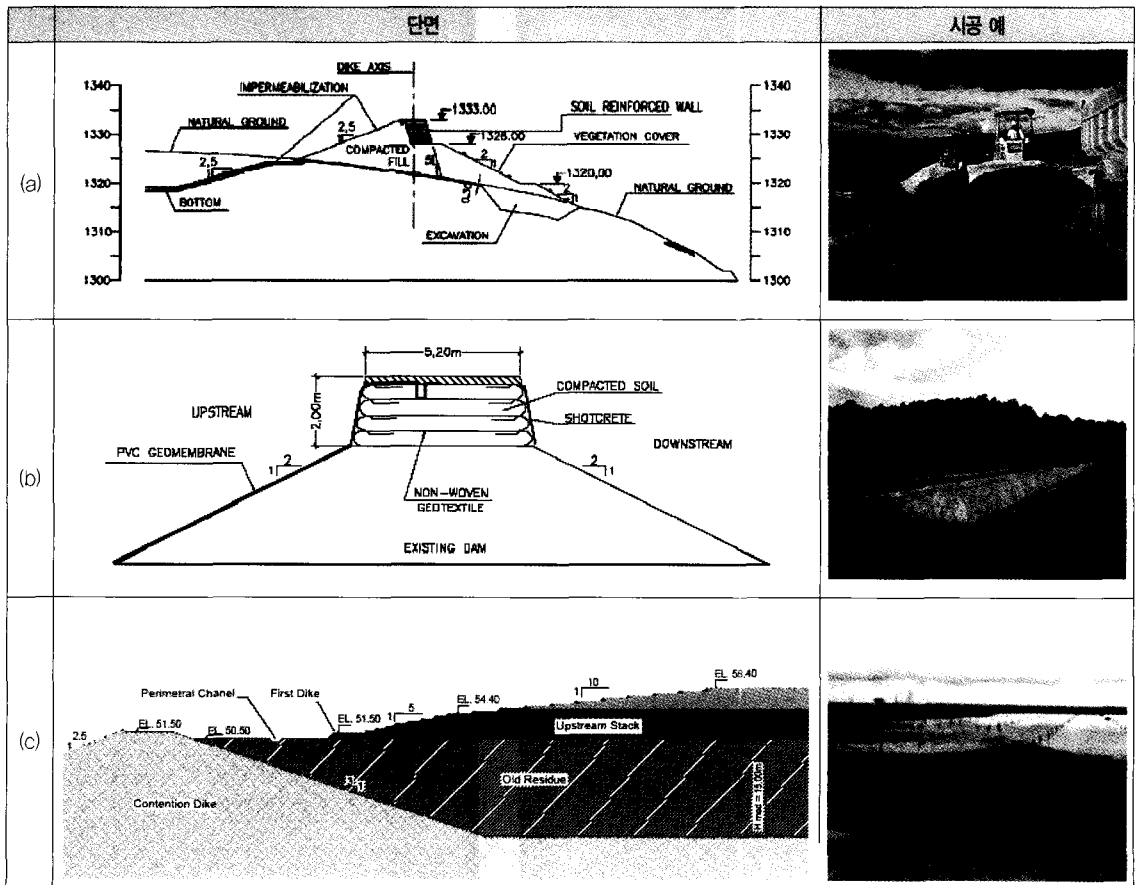 단면
시공 예
(a)
DIKE AXIS
IMPERMEABILIZATION
1340
1330
1320
1310
1300
NATURAL GROUND
2,5
2,5
1
BOTTOM
COMPACTED
FILL
1333.00
1328.00
1320,00
SOIL REINFORCED WALL
VEGETATION COVER
2
NATURAL GROUND
EXCAVATION
1340
1330
1320
1310
1300
(b)
5,20m
2,00m
UPSTREAM
COMPACTED SOIL
SHOTCRETE
DOWNSTREAM
PVC GEOMEMBRANE
2
1
2
1
NON-WOVEN
GEOTEXTILE
EXISTING DAM
(c)
Perimetral Chanel
First Dike
EL. 51.50
EL. 50.50
EL. 51.50
EL. 54.40
EL. 56.40
1
2.5
1
5
1
10
Upstream Stack
Old Residue
3
1
Contention Dike